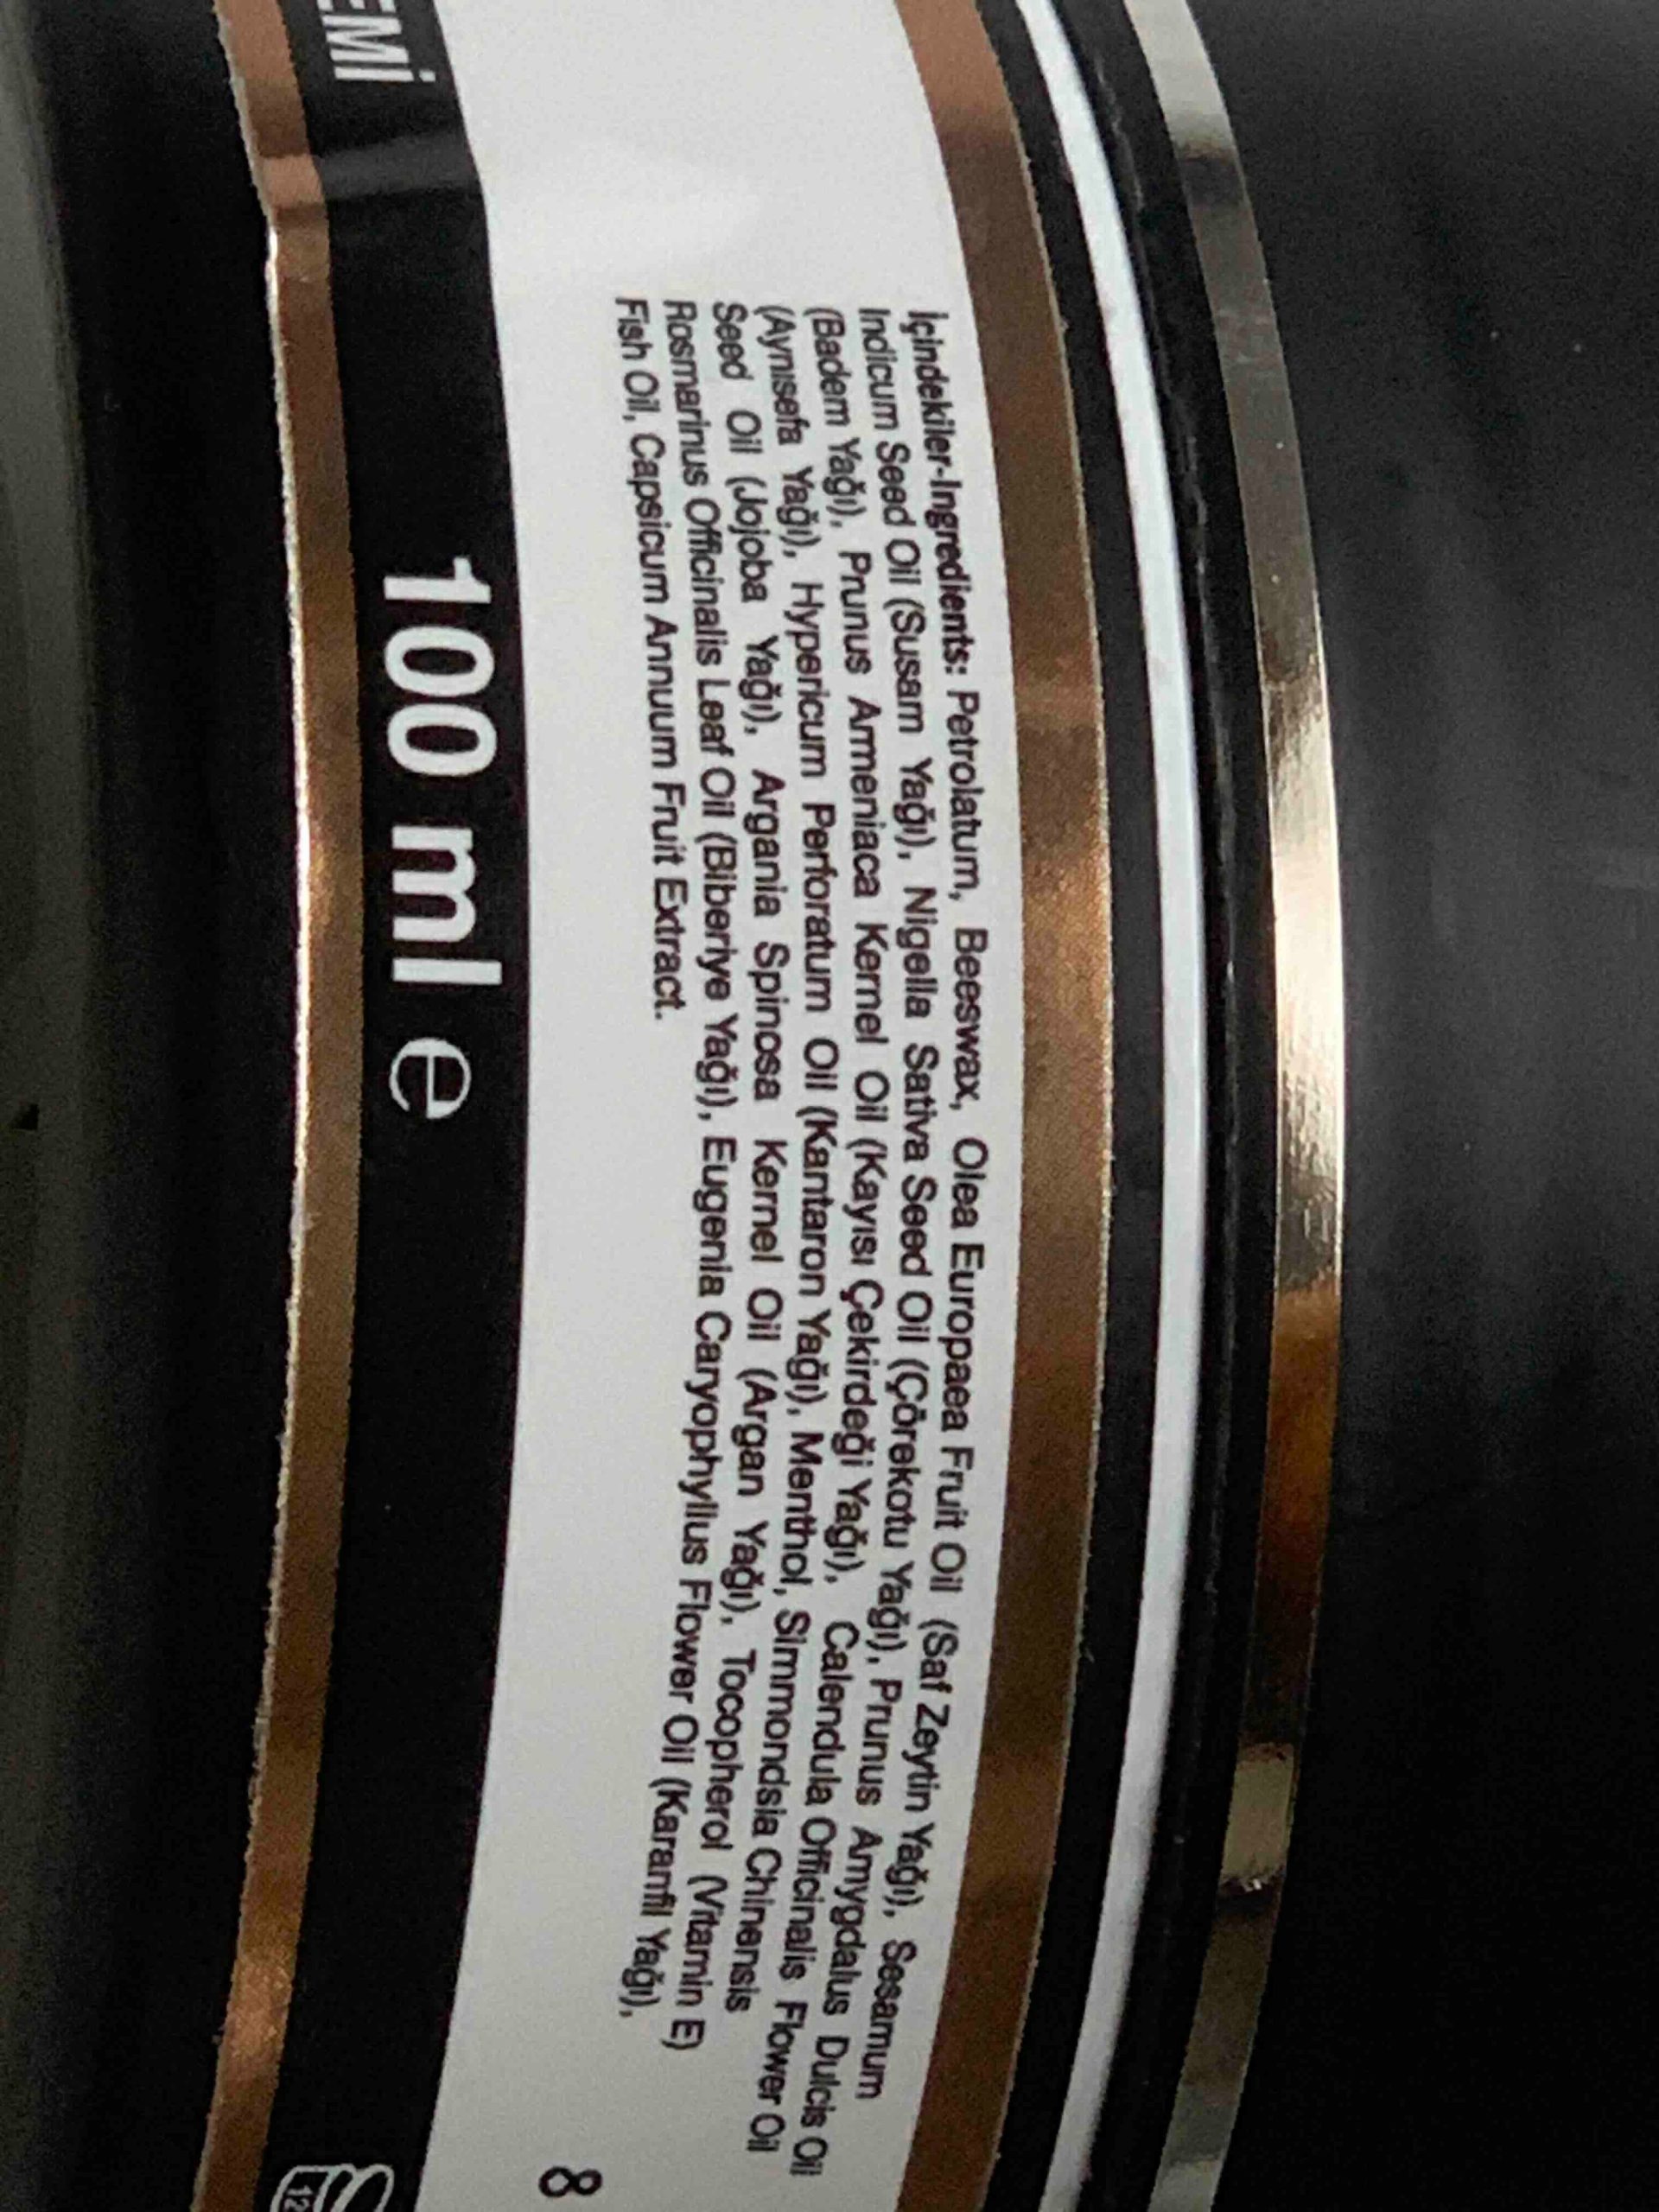 İçindekiler-Ingredients: Petrolatum, Beeswax, Olea Europaea Fruit Oil (Saf Zeytin Yağı), Sesamum
Indicum Seed Oil (Susam Yağı), Nigella Sativa Seed Oil (Çörekotu Yağı), Prunus Amygdalus Dulcis Oil
(Badem Yağı), Prunus Armeniaca Kernel Oil (Kayısı Çekirdeği Yağı), Calendula Officinalis Flower Oil
(Aynısefa Yağı), Hypericum Perforatum Oil (Kantaron Yağı), Menthol, Simmondsia Chinensis
Seed Oil (Jojoba Yağı), Argania Spinosa Kernel Oil (Argan Yağı), Tocopherol (Vitamin E)
Rosmarinus Officinalis Leaf Oil (Biberiye Yağı), Eugenia Caryophyllus Flower Oil (Karanfil Yağı),
Fish Oil, Capsicum Annuum Fruit Extract.
8
EMİ
100 ml e
12